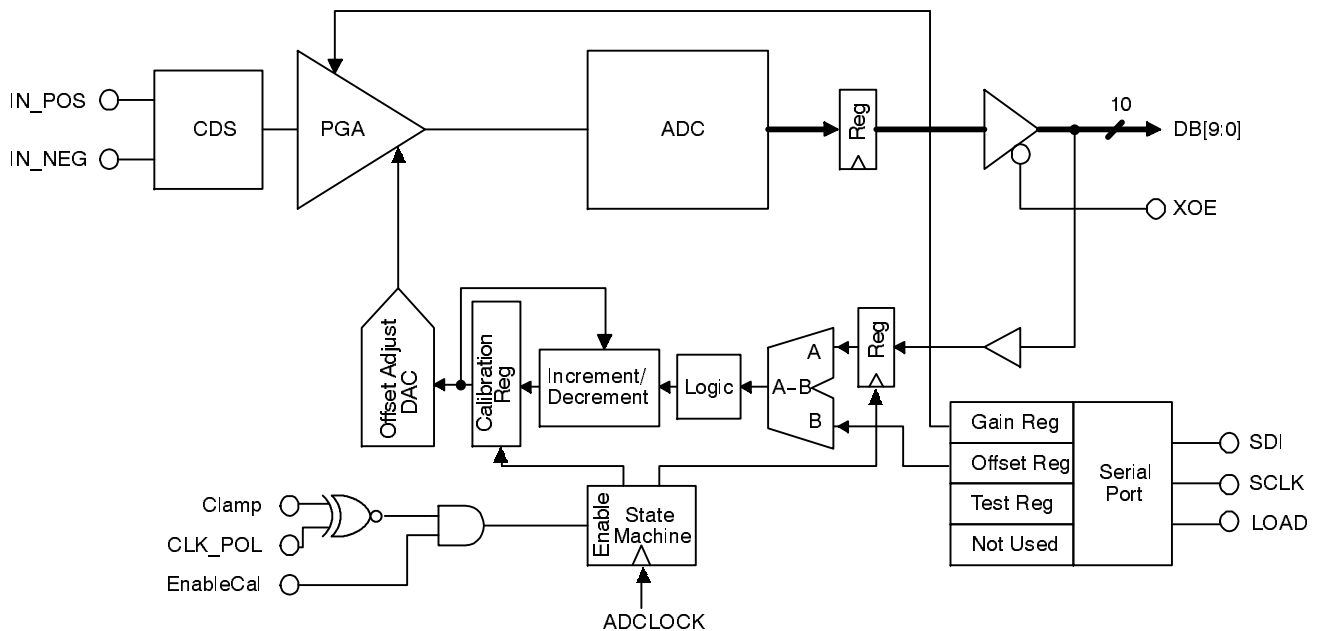 IN_POS
IN_NEG
CDS
PGA
ADC
Reg
10
DB[9:0]
XOE
Offset Adjust
DAC
Calibration
Reg
Increment/
Decrement
Logic
A
A−B
B
Reg
Gain Reg
Offset Reg
Test Reg
Not Used
Serial
Port
SDI
SCLK
LOAD
Clamp
CLK_POL
EnableCal
Enable
State
Machine
ADCLOCK